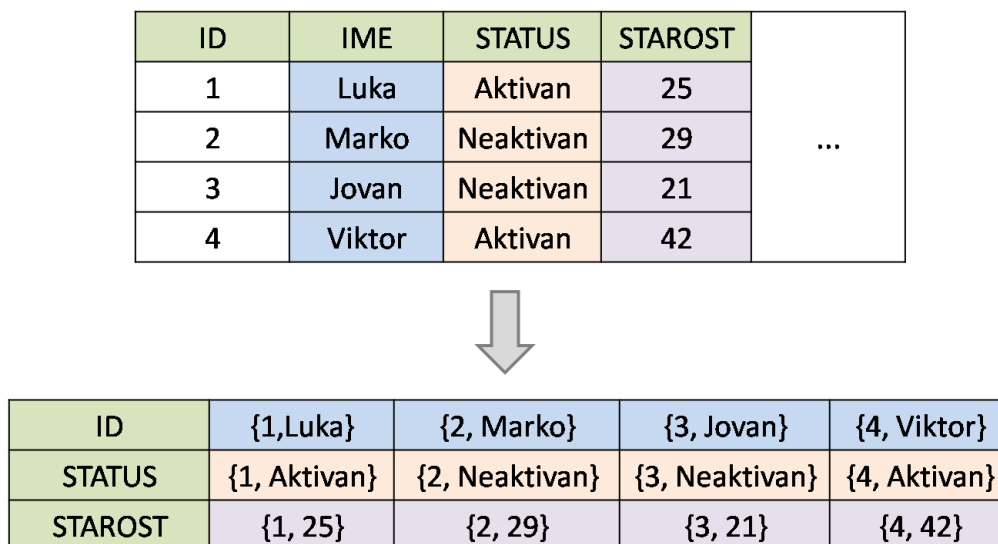 ID IME STATUS STAROST
1 Luka Aktivan 25
2 Marko Neaktivan 29 ...
3 Jovan Neaktivan 21
4 Viktor Aktivan 42
ID {1,Luka} {2, Marko} {3, Jovan} {4, Viktor}
STATUS {1, Aktivan} {2, Neaktivan} {3, Neaktivan} {4, Aktivan}
STAROST {1, 25} {2, 29} {3, 21} {4, 42}